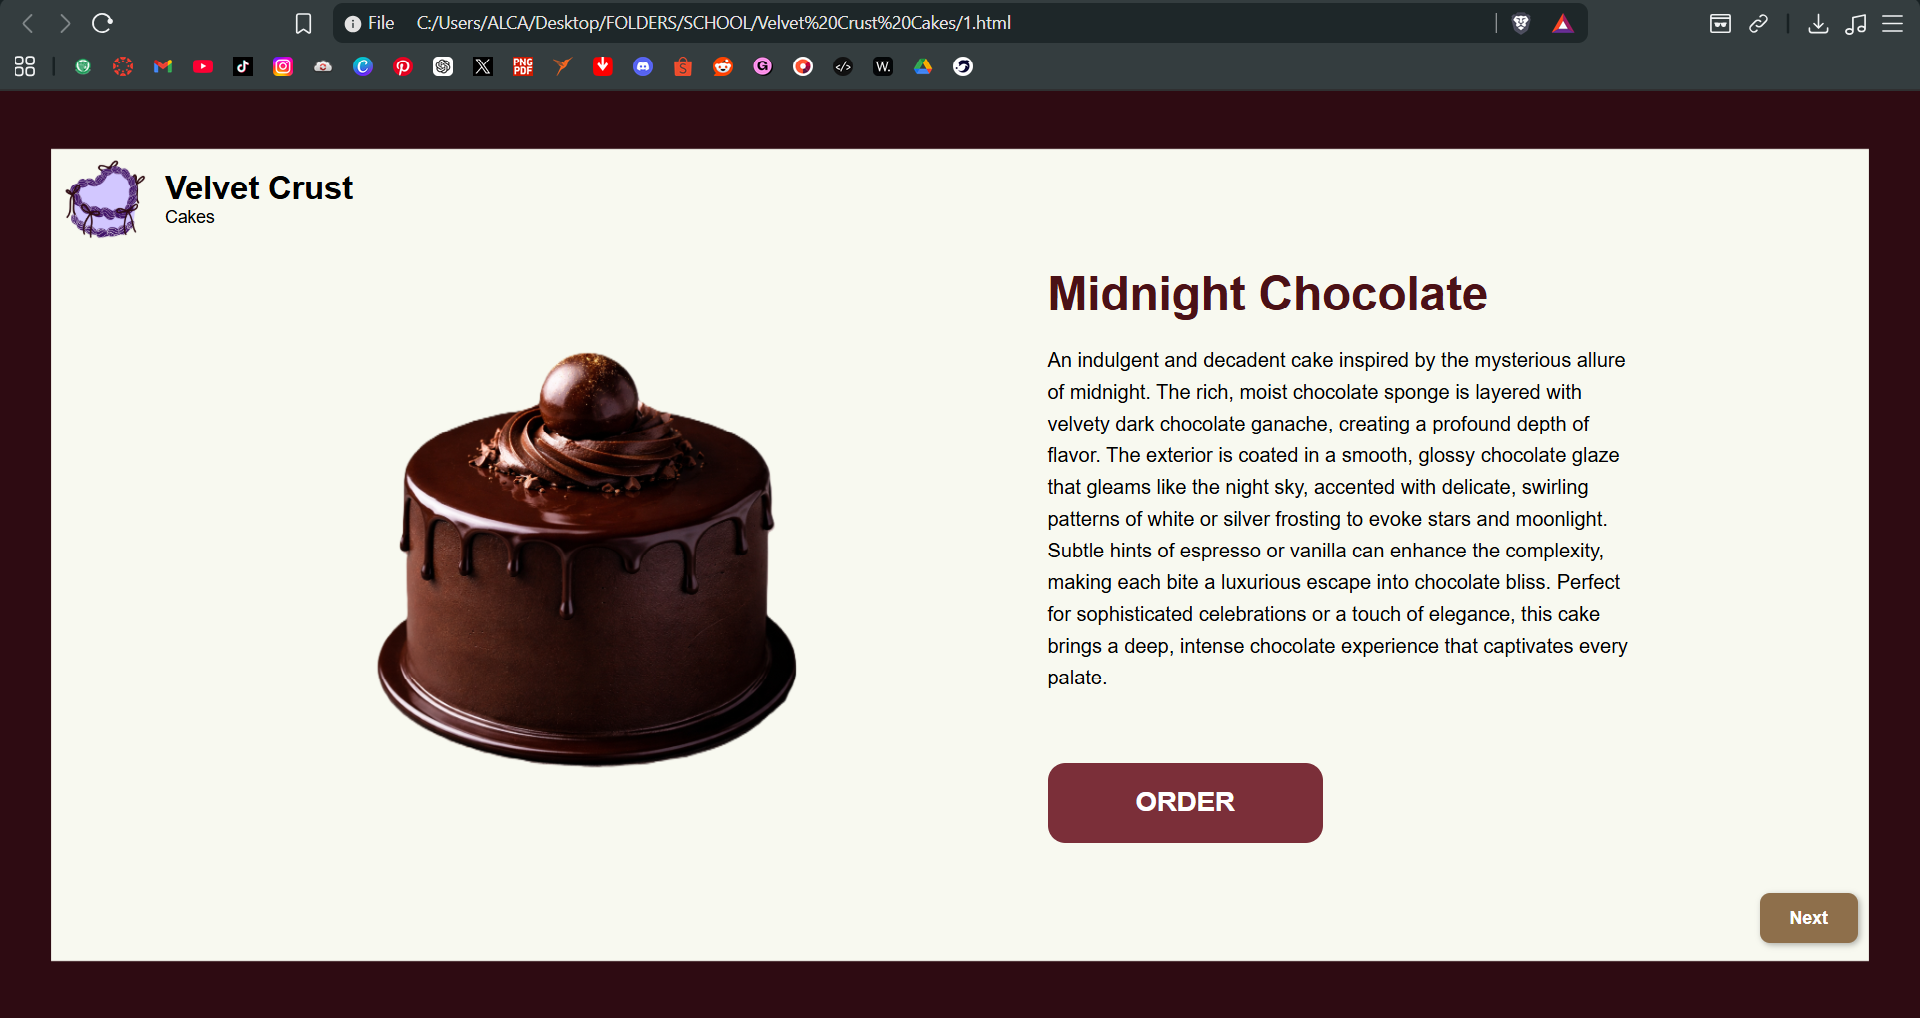 File C:/Users/ALCA/Desktop/FOLDERS/SCHOOL/Velvet%20Crust%20Cakes/1.html
PNG
PDF
W.
Velvet Crust
Cakes
Midnight Chocolate
An indulgent and decadent cake inspired by the mysterious allure
of midnight. The rich, moist chocolate sponge is layered with
velvety dark chocolate ganache, creating a profound depth of
flavor. The exterior is coated in a smooth, glossy chocolate glaze
that gleams like the night sky, accented with delicate, swirling
patterns of white or silver frosting to evoke stars and moonlight.
Subtle hints of espresso or vanilla can enhance the complexity,
making each bite a luxurious escape into chocolate bliss. Perfect
for sophisticated celebrations or a touch of elegance, this cake
brings a deep, intense chocolate experience that captivates every
palate.
ORDER
Next